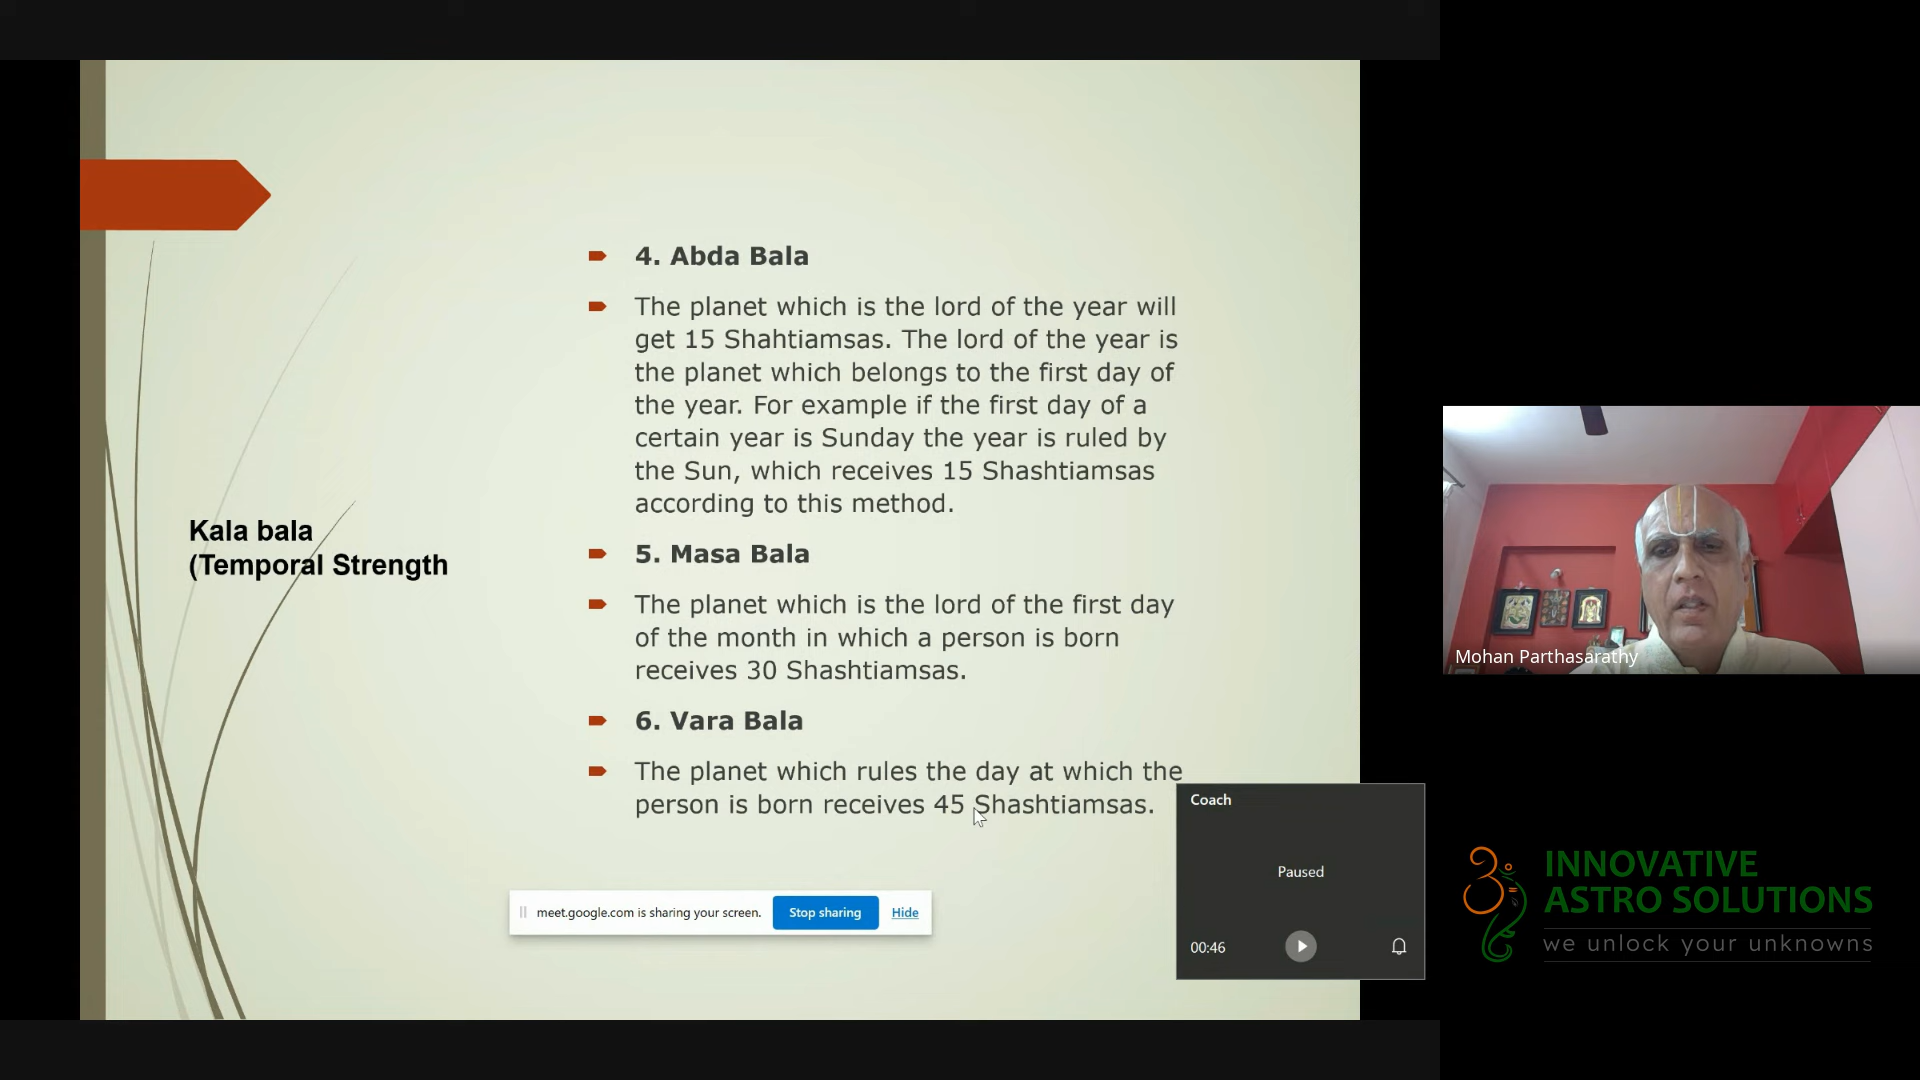 4. Abda Bala
The planet which is the lord of the year will
get 15 Shahtiamsas. The lord of the year is
the planet which belongs to the first day of
the year. For example if the first day of a
certain year is Sunday the year is ruled by
the Sun, which receives 15 Shashtiamsas
according to this method.
Kala bala
(Temporal Strength
5. Masa Bala
The planet which is the lord of the first day
of the month in which a person is born
receives 30 Shashtiamsas.
6. Vara Bala
The planet which rules the day at which the
person is born receives 45 Shashtiamsas.
Coach
Paused
00:46
meet.google.com is sharing your screen.
Stop sharing
Hide
Mohan Parthasarathy
INNOVATIVE
ASTRO SOLUTIONS
we unlock your unknowns